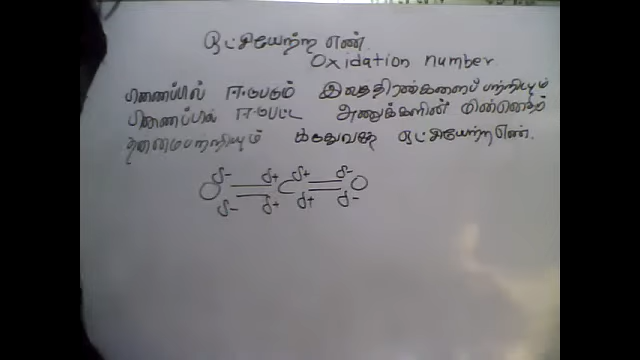 ஒட்சியேற்ற எண்.
Oxidation number.
பிணைப்பில் ஈடுபடும் இலத்திரன்களைப் பற்றியும்
பிணைப்பில் ஈடுபட்ட அணுக்களின் மின்னெதிர்
தன்மைபற்றியும் கூறுவதே ஒட்சியேற்ற எண்.
δ- δ+ δ+ δ-
O = C = O
δ- δ+ δ+ δ-